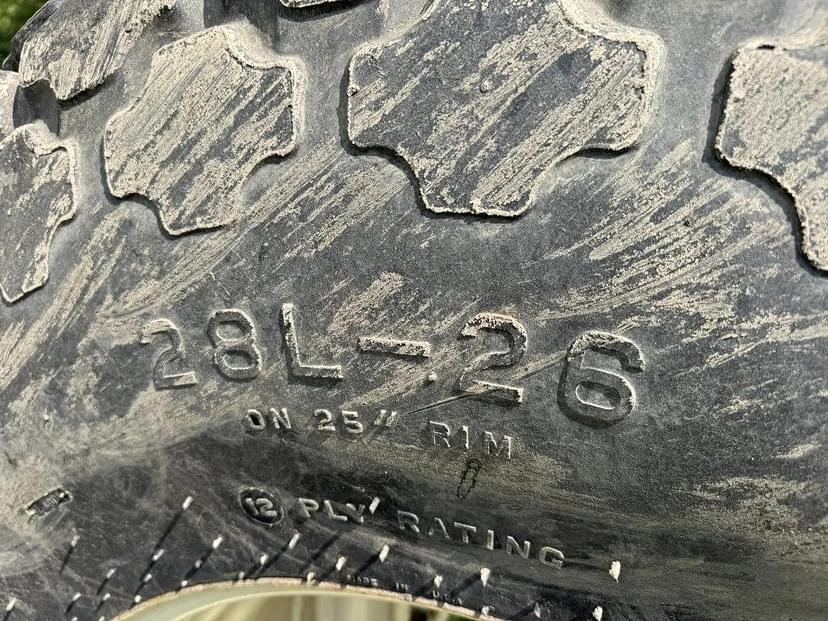 28L-26
ON 25" RIM
12 PLY RATING